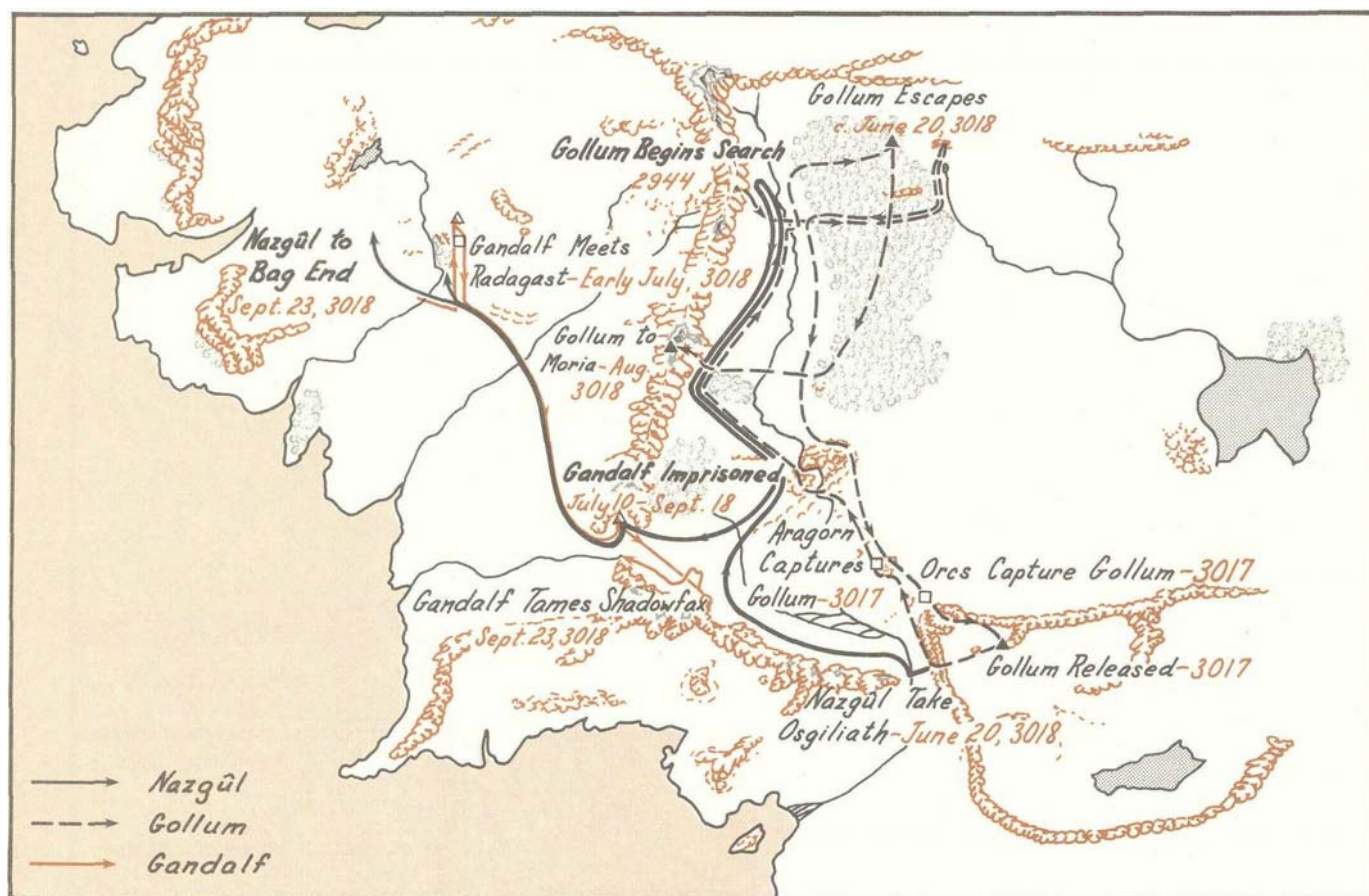 Gollum Escapes
c. June 20, 3018
Gollum Begins Search
2944
Nazgûl to
Bag End
Sept. 23, 3018
Gandalf Meets
Radagast-Early July, 3018
Gollum to
Moria-Aug
3018
Gandalf Imprisoned
July 10-Sept. 18
Aragorn
Captures
Gollum-3017
Orcs Capture Gollum-3017
Gandalf Tames Shadowfax
Sept. 23, 3018
Gollum Released-3017
Nazgûl Take
Osgiliath-June 20, 3018
Nazgûl
Gollum
Gandalf